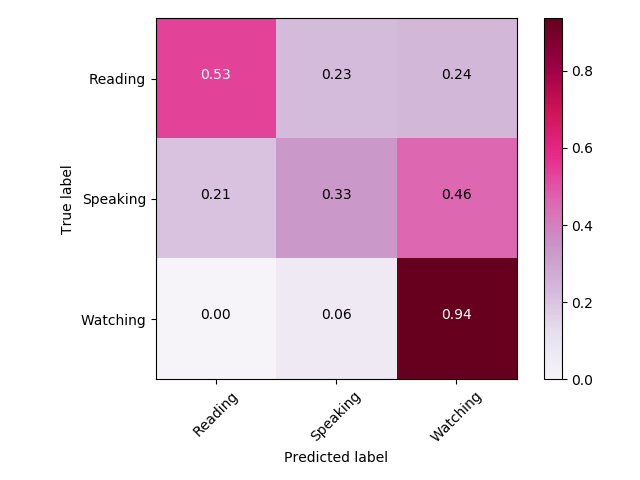 Reading 0.53 0.23 0.24
Speaking 0.21 0.33 0.46
Watching 0.00 0.06 0.94
Reading Speaking Watching
Predicted label
True label
0.8
0.6
0.4
0.2
0.0